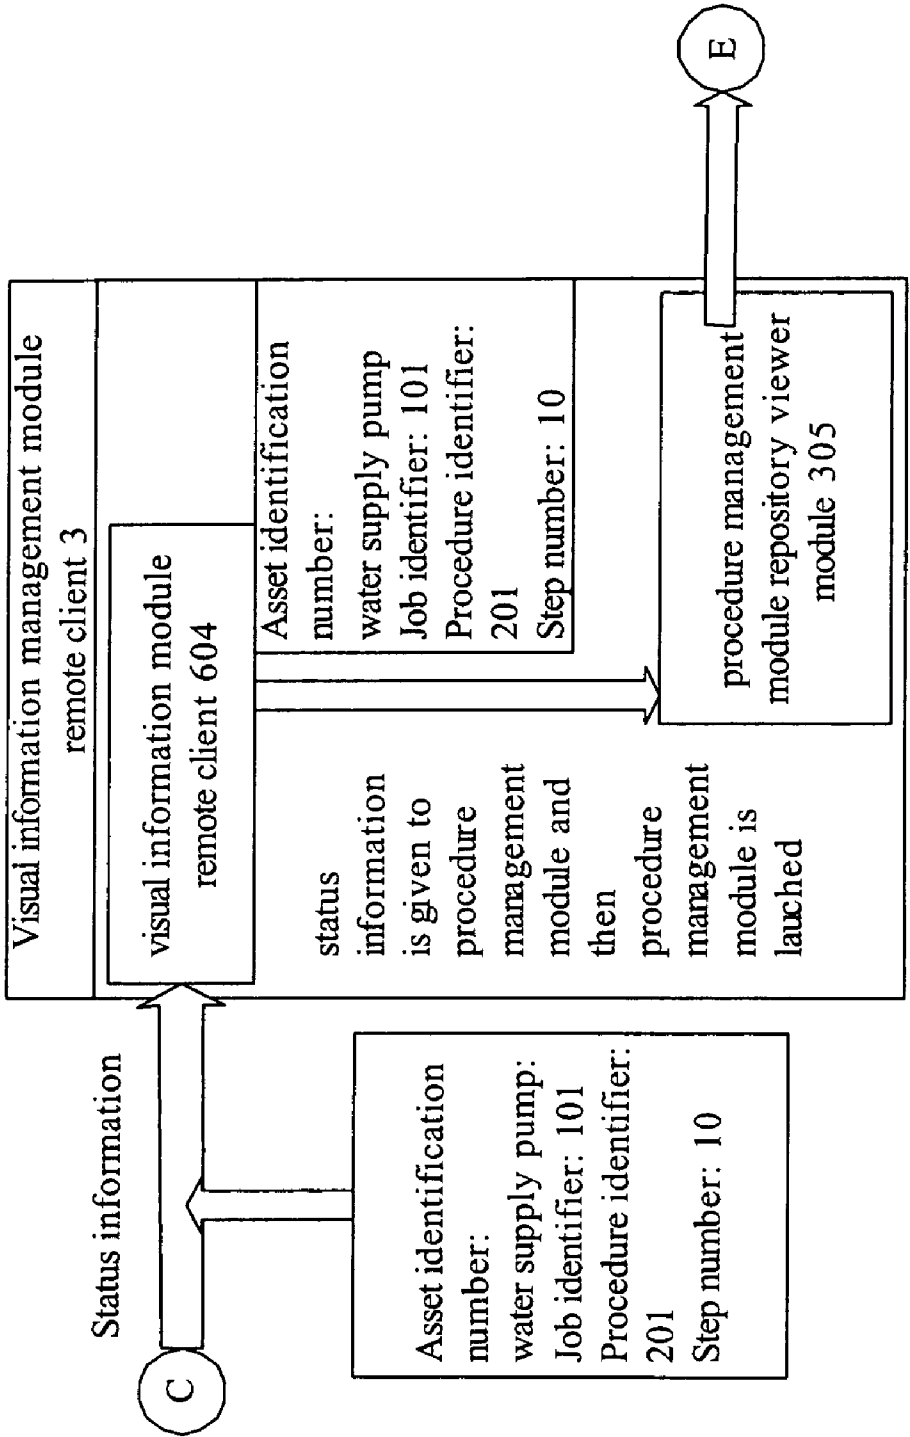 Visual information management module
remote client 3
Status information
C
visual information module
remote client 604
Asset identification
number:
water supply pump:
Job identifier: 101
Procedure identifier:
201
Step number: 10
status
information
is given to
procedure
management
module and
then
procedure
management
module is
lauched
Asset identification
number:
water supply pump
Job identifier: 101
Procedure identifier:
201
Step number: 10
procedure management
module repository viewer
module 305
E